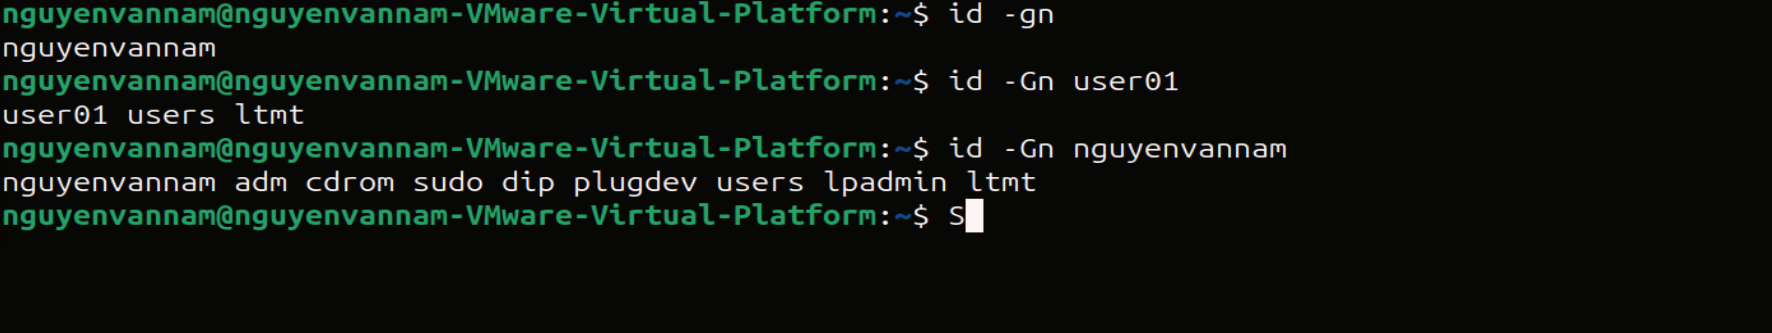 nguyenvannam@nguyenvannam-VMware-Virtual-Platform:~$ id -gn
nguyenvannam
nguyenvannam@nguyenvannam-VMware-Virtual-Platform:~$ id -Gn user01
user01 users ltmt
nguyenvannam@nguyenvannam-VMware-Virtual-Platform:~$ id -Gn nguyenvannam
nguyenvannam adm cdrom sudo dip plugdev users lpadmin ltmt
nguyenvannam@nguyenvannam-VMware-Virtual-Platform:~$ S